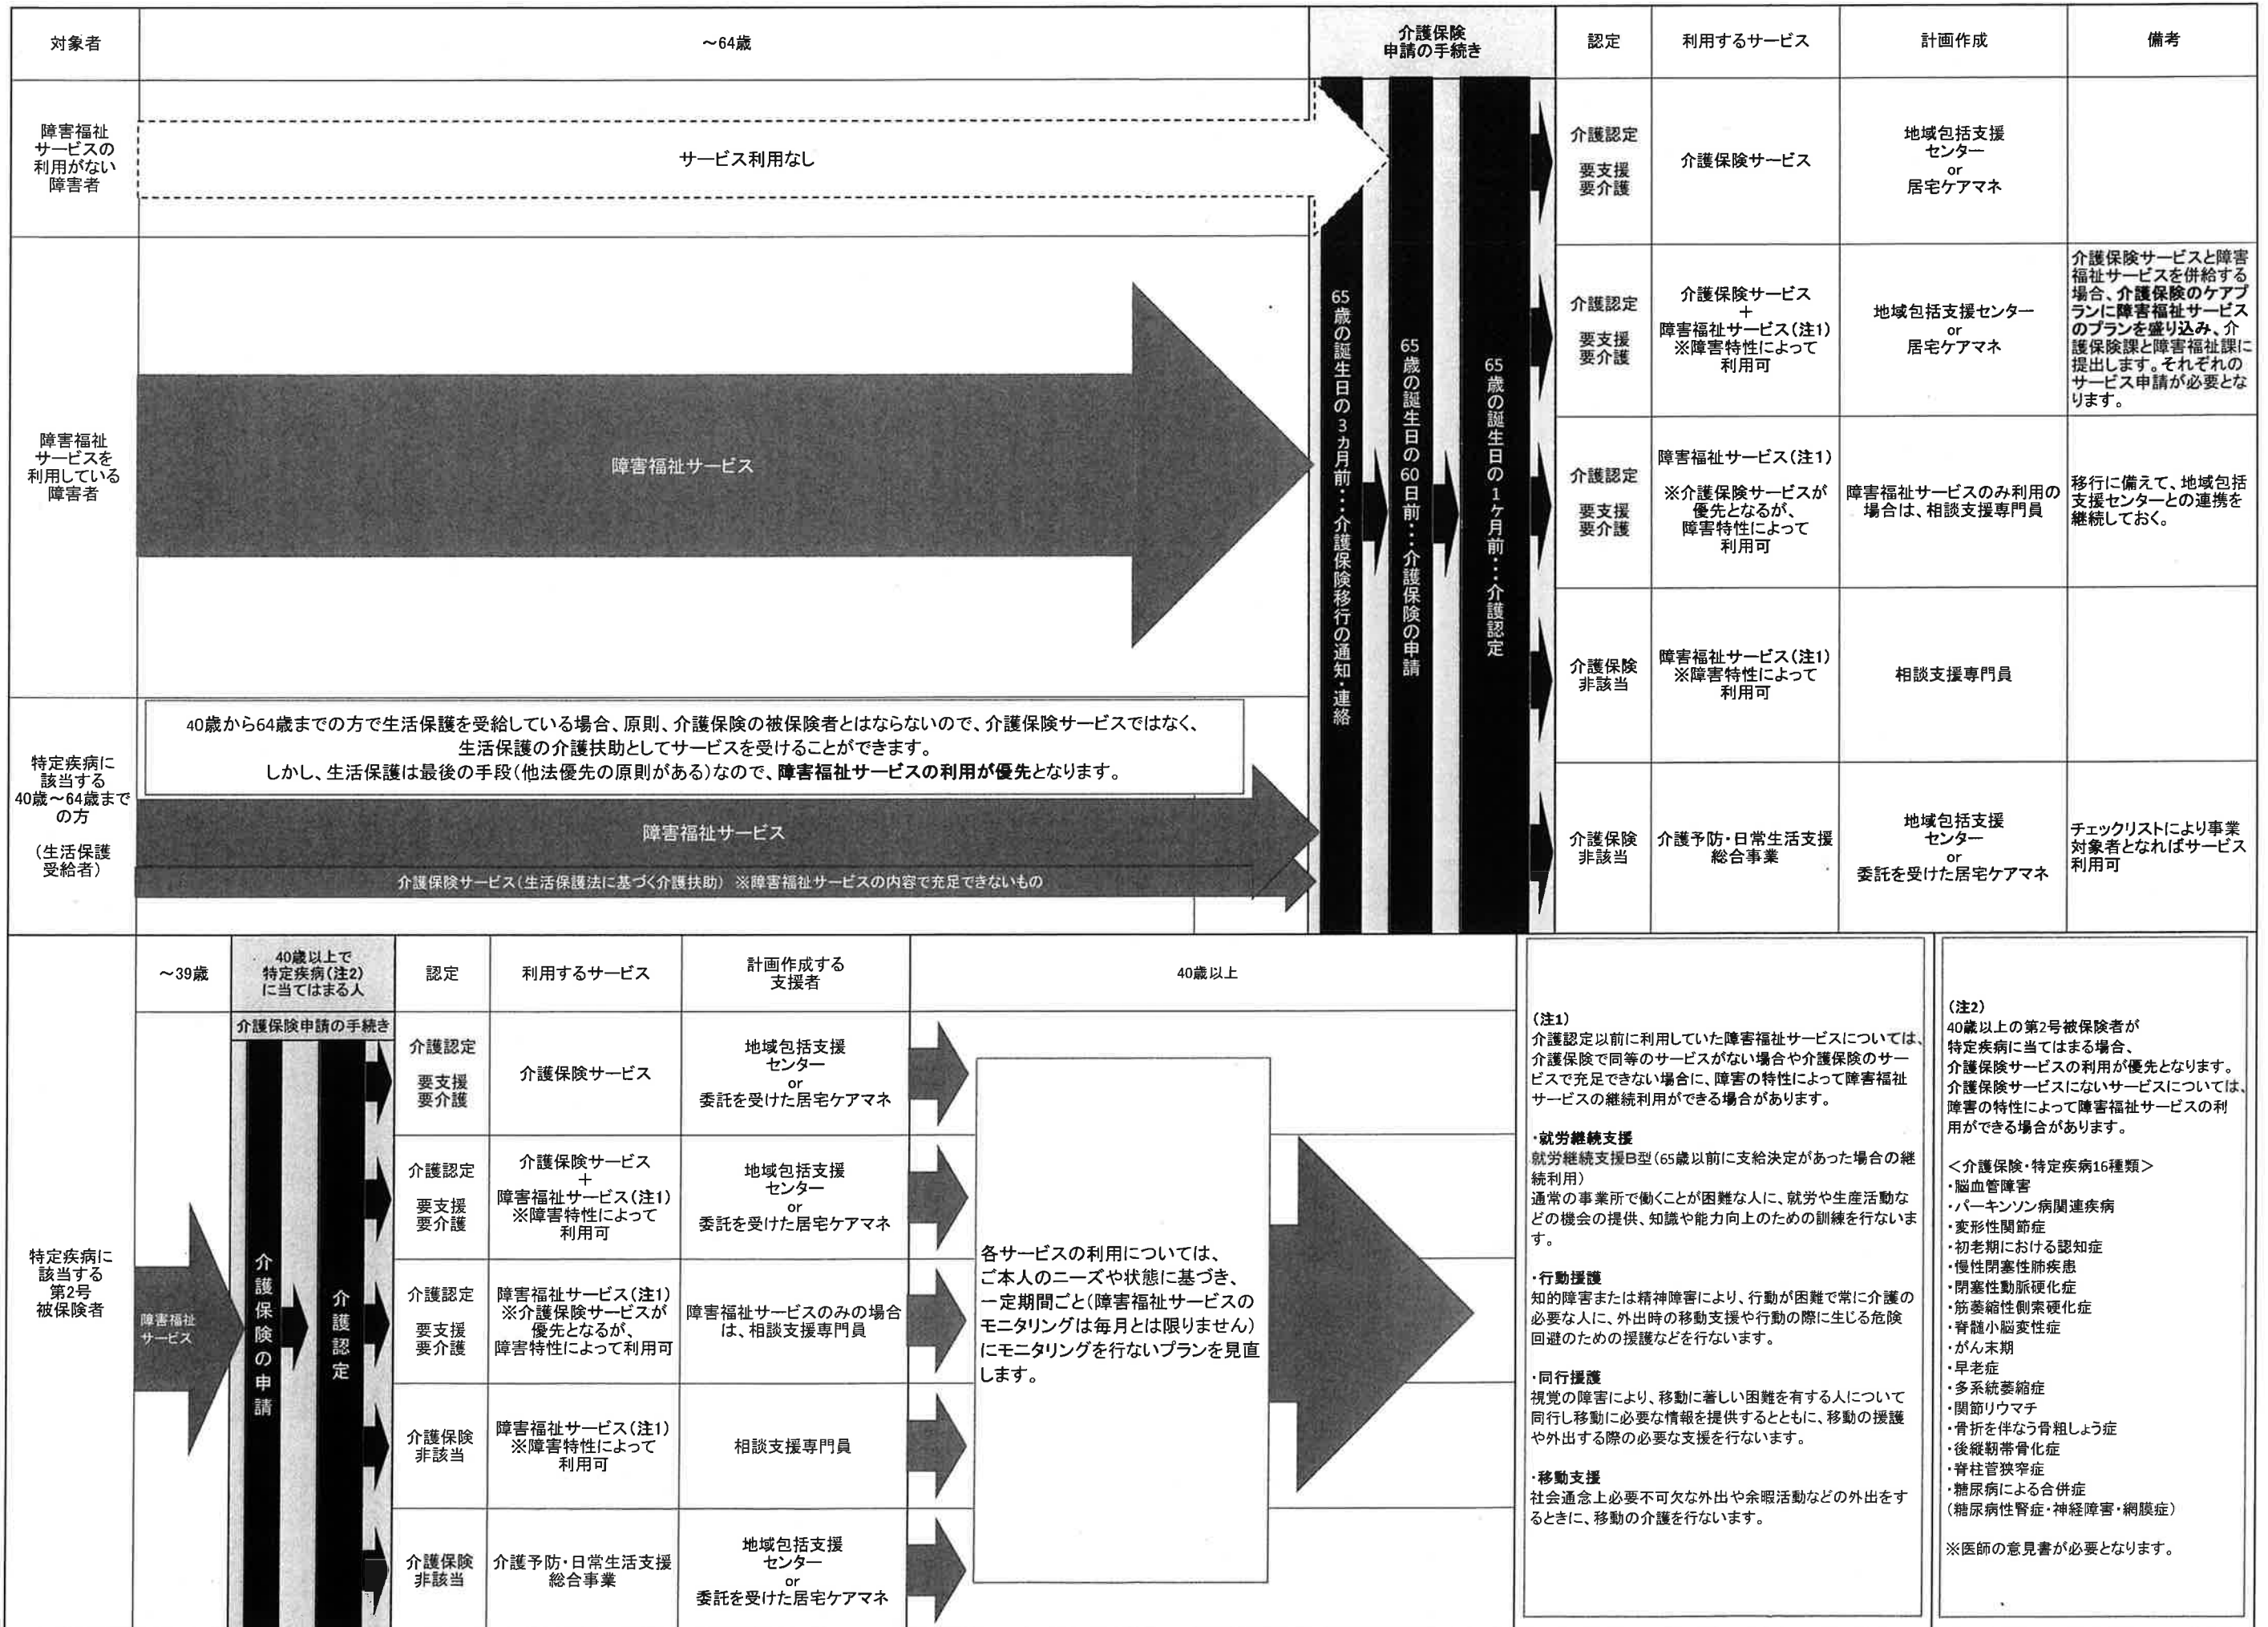 対象者
～64歳
介護保険
申請の手続き
認定
利用するサービス
計画作成
備考
障害福祉
サービスの
利用がない
障害者
サービス利用なし
介護認定
要支援
要介護
介護保険サービス
地域包括支援
センター
or
居宅ケアマネ
障害福祉
サービスを
利用している
障害者
障害福祉サービス
65歳の誕生日の3カ月前・・・介護保険移行の通知・連絡
65歳の誕生日の60日前・・・介護保険の申請
65歳の誕生日の1ヶ月前・・・介護認定
介護認定
要支援
要介護
介護保険サービス
＋
障害福祉サービス(注1)
※障害特性によって
利用可
地域包括支援センター
or
居宅ケアマネ
介護保険サービスと障害
福祉サービスを併給する
場合、介護保険のケアプ
ランに障害福祉サービス
のプランを盛り込み、介
護保険課と障害福祉課に
提出します。それぞれの
サービス申請が必要とな
ります。
介護認定
要支援
要介護
障害福祉サービス(注1)
※介護保険サービスが
優先となるが、
障害特性によって
利用可
障害福祉サービスのみ利用の
場合は、相談支援専門員
移行に備えて、地域包括
支援センターとの連携を
継続しておく。
介護保険
非該当
障害福祉サービス(注1)
※障害特性によって
利用可
相談支援専門員
特定疾病に
該当する
40歳～64歳まで
の方
(生活保護
受給者)
40歳から64歳までの方で生活保護を受給している場合、原則、介護保険の被保険者とはならないので、介護保険サービスではなく、
生活保護の介護扶助としてサービスを受けることができます。
しかし、生活保護は最後の手段(他法優先の原則がある)なので、障害福祉サービスの利用が優先となります。
障害福祉サービス
介護保険サービス(生活保護法に基づく介護扶助) ※障害福祉サービスの内容で充足できないもの
介護保険
非該当
介護予防・日常生活支援
総合事業
地域包括支援
センター
or
委託を受けた居宅ケアマネ
チェックリストにより事業
対象者となればサービス
利用可
～39歳
40歳以上で
特定疾病(注2)
に当てはまる人
認定
利用するサービス
計画作成する
支援者
40歳以上
介護保険申請の手続き
特定疾病に
該当する
第2号
被保険者
障害福祉
サービス
介護保険の申請
介護認定
介護認定
要支援
要介護
介護保険サービス
地域包括支援
センター
or
委託を受けた居宅ケアマネ
介護認定
要支援
要介護
介護保険サービス
＋
障害福祉サービス(注1)
※障害特性によって
利用可
地域包括支援
センター
or
委託を受けた居宅ケアマネ
介護認定
要支援
要介護
障害福祉サービス(注1)
※介護保険サービスが
優先となるが、
障害特性によって利用可
障害福祉サービスのみの場合
は、相談支援専門員
介護保険
非該当
障害福祉サービス(注1)
※障害特性によって
利用可
相談支援専門員
介護保険
非該当
介護予防・日常生活支援
総合事業
地域包括支援
センター
or
委託を受けた居宅ケアマネ
各サービスの利用については、
ご本人のニーズや状態に基づき、
一定期間ごと(障害福祉サービスの
モニタリングは毎月とは限りません)
にモニタリングを行ないプランを見直
します。
(注1)
介護認定以前に利用していた障害福祉サービスについては、
介護保険で同等のサービスがない場合や介護保険のサー
ビスで充足できない場合に、障害の特性によって障害福祉
サービスの継続利用ができる場合があります。
・就労継続支援
就労継続支援B型(65歳以前に支給決定があった場合の継
続利用)
通常の事業所で働くことが困難な人に、就労や生産活動な
どの機会の提供、知識や能力向上のための訓練を行ないま
す。
・行動援護
知的障害または精神障害により、行動が困難で常に介護の
必要な人に、外出時の移動支援や行動の際に生じる危険
回避のための援護などを行ないます。
・同行援護
視覚の障害により、移動に著しい困難を有する人について
同行し移動に必要な情報を提供するとともに、移動の援護
や外出する際の必要な支援を行ないます。
・移動支援
社会通念上必要不可欠な外出や余暇活動などの外出をす
るときに、移動の介護を行ないます。
(注2)
40歳以上の第2号被保険者が
特定疾病に当てはまる場合、
介護保険サービスの利用が優先となります。
介護保険サービスにないサービスについては、
障害の特性によって障害福祉サービスの利
用ができる場合があります。
＜介護保険・特定疾病16種類＞
・脳血管障害
・パーキンソン病関連疾病
・変形性関節症
・初老期における認知症
・慢性閉塞性肺疾患
・閉塞性動脈硬化症
・筋萎縮性側索硬化症
・脊髄小脳変性症
・がん末期
・早老症
・多系統萎縮症
・関節リウマチ
・骨折を伴なう骨粗しょう症
・後縦靭帯骨化症
・脊柱菅狭窄症
・糖尿病による合併症
(糖尿病性腎症・神経障害・網膜症)
※医師の意見書が必要となります。